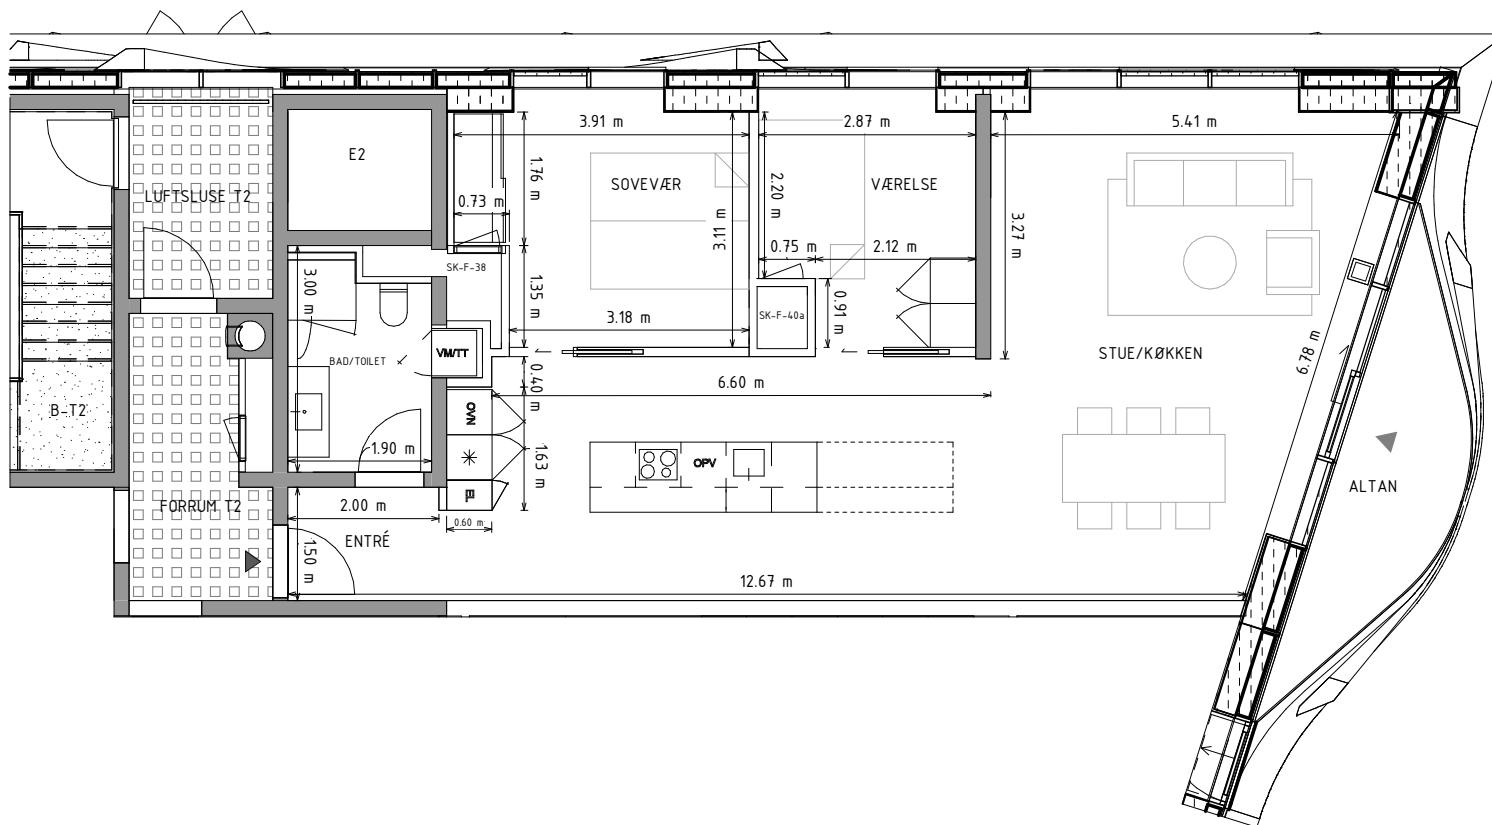 3.91 m
2.87 m
5.41 m
E2
1.76 m
SOVEVÆR
VÆRELSE
LUFTSLUSE T2
0.73 m
3.11 m
2.20 m
3.27 m
0.75 m
2.12 m
SK-F-38
3.00 m
1.35 m
3.18 m
SK-F-40a
0.91 m
BAD/TOILET
VM/TT
STUE/KØKKEN
6.78 m
0.40 m
6.60 m
B-T2
OVN
1.90 m
1.63 m
OPV
ALTAN
FORRUM T2
2.00 m
0.60 m
ENTRÉ
1.50 m
12.67 m